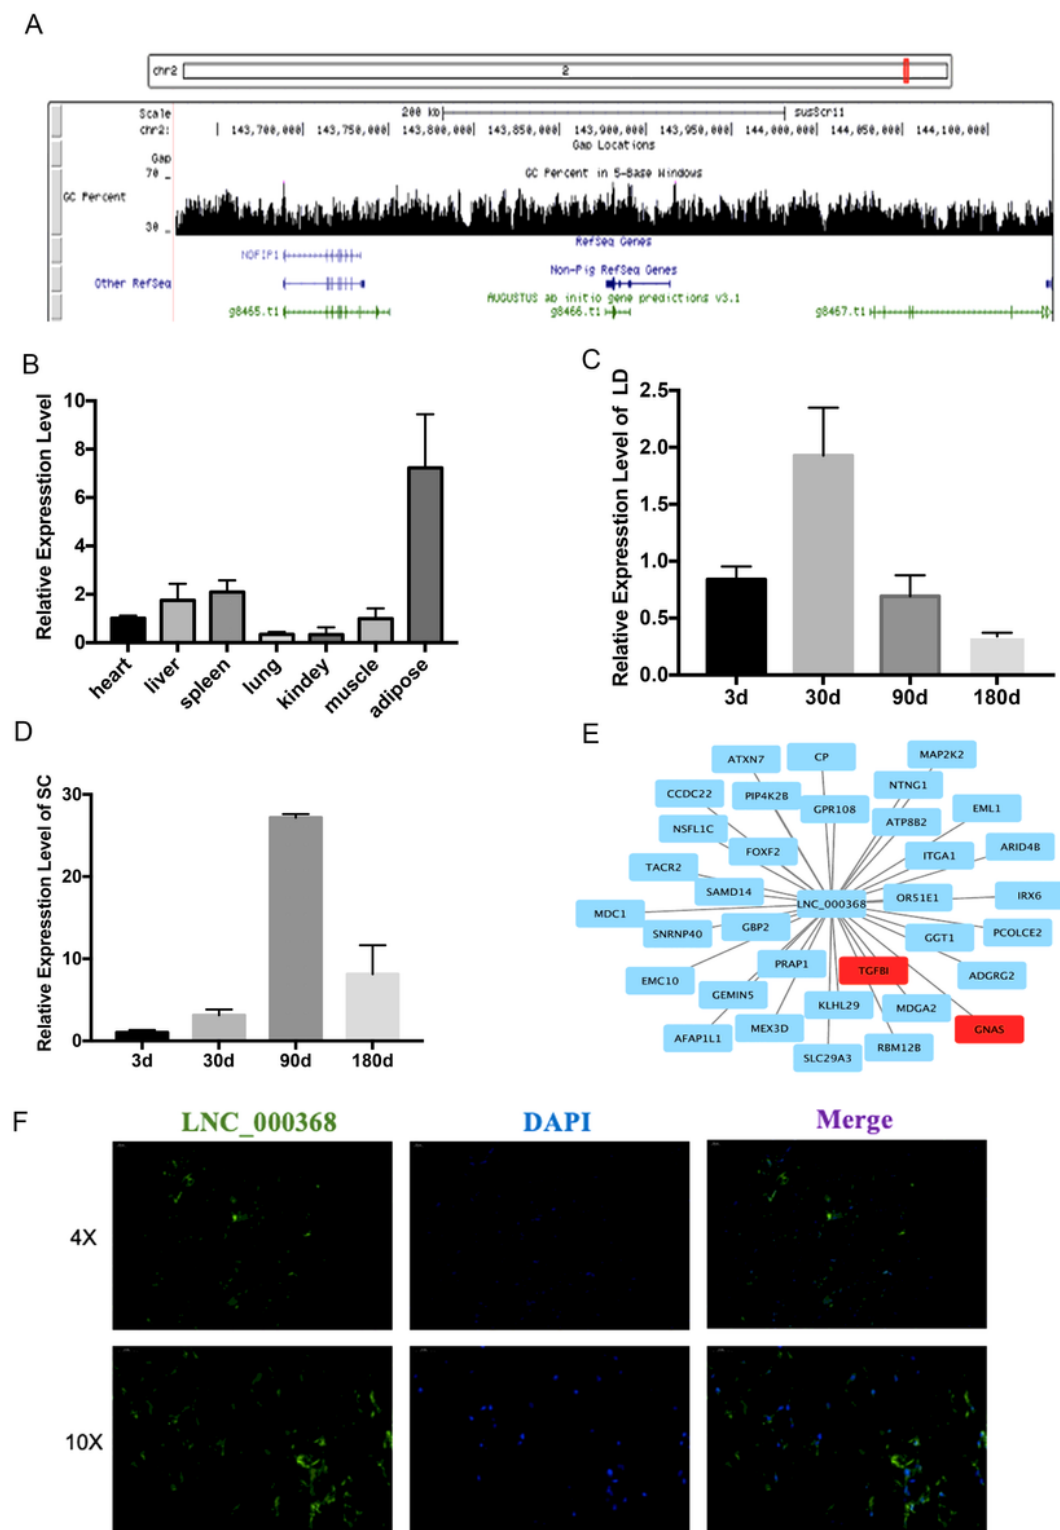 A
chr2 2
Scale 200 kb susScr11
chr2: 143,700,000 143,750,000 143,800,000 143,850,000 143,900,000 143,950,000 144,000,000 144,050,000 144,100,000
Gap Locations
Gap
70 _ GC Percent in 5-Base Windows
GC Percent
30 _
RefSeq Genes
NDFIP1
Non-Pig RefSeq Genes
Other RefSeq
AUGUSTUS ab initio gene predictions v3.1
g8465.t1 g8466.t1 g8467.t1
B
Relative Expresstion Level
10
8
6
4
2
0
heart liver spleen lung kindey muscle adipose
C
Relative Expresstion Level of LD
2.5
2.0
1.5
1.0
0.5
0.0
3d 30d 90d 180d
D
Relative Expresstion Level of SC
30
20
10
0
3d 30d 90d 180d
E
ATXN7
CP
MAP2K2
CCDC22
PIP4K2B
GPR108
NTNG1
EML1
NSFL1C
FOXF2
ATP8B2
ITGA1
ARID4B
TACR2
SAMD14
LNC_000368
OR51E1
IRX6
MDC1
SNRNP40
GBP2
GGT1
PCOLCE2
EMC10
PRAP1
TGFBI
ADGRG2
GEMIN5
KLHL29
MDGA2
GNAS
AFAP1L1
MEX3D
SLC29A3
RBM12B
F
LNC_000368 DAPI Merge
4X
10X